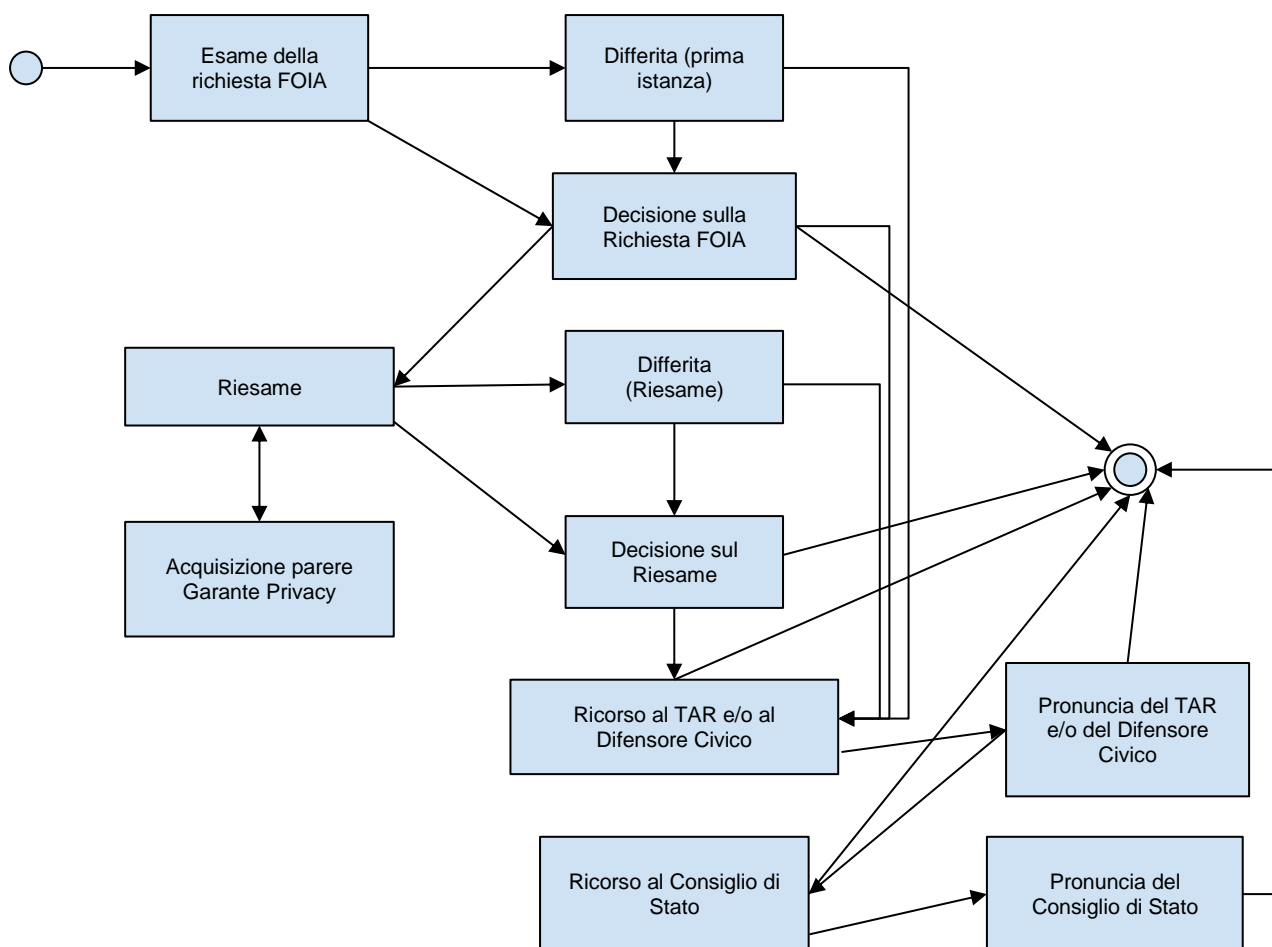 Esame della
richiesta FOIA
Differita (prima
istanza)
Decisione sulla
Richiesta FOIA
Riesame
Differita
(Riesame)
Acquisizione parere
Garante Privacy
Decisione sul
Riesame
Ricorso al TAR e/o al
Difensore Civico
Pronuncia del TAR
e/o del Difensore
Civico
Ricorso al Consiglio di
Stato
Pronuncia del
Consiglio di Stato